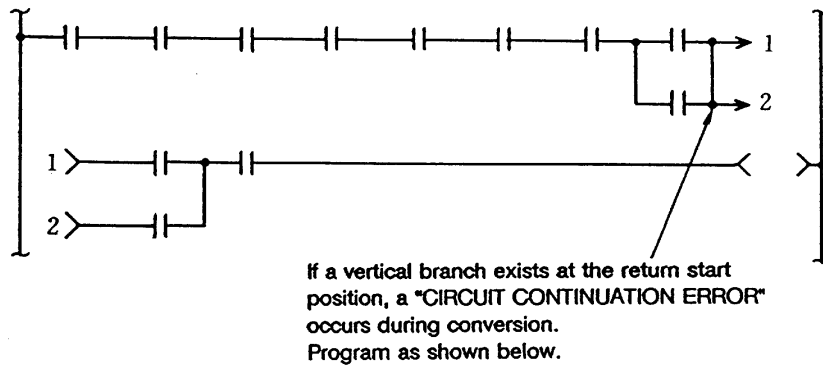 1
2
1
2
If a vertical branch exists at the return start
position, a "CIRCUIT CONTINUATION ERROR"
occurs during conversion.
Program as shown below.